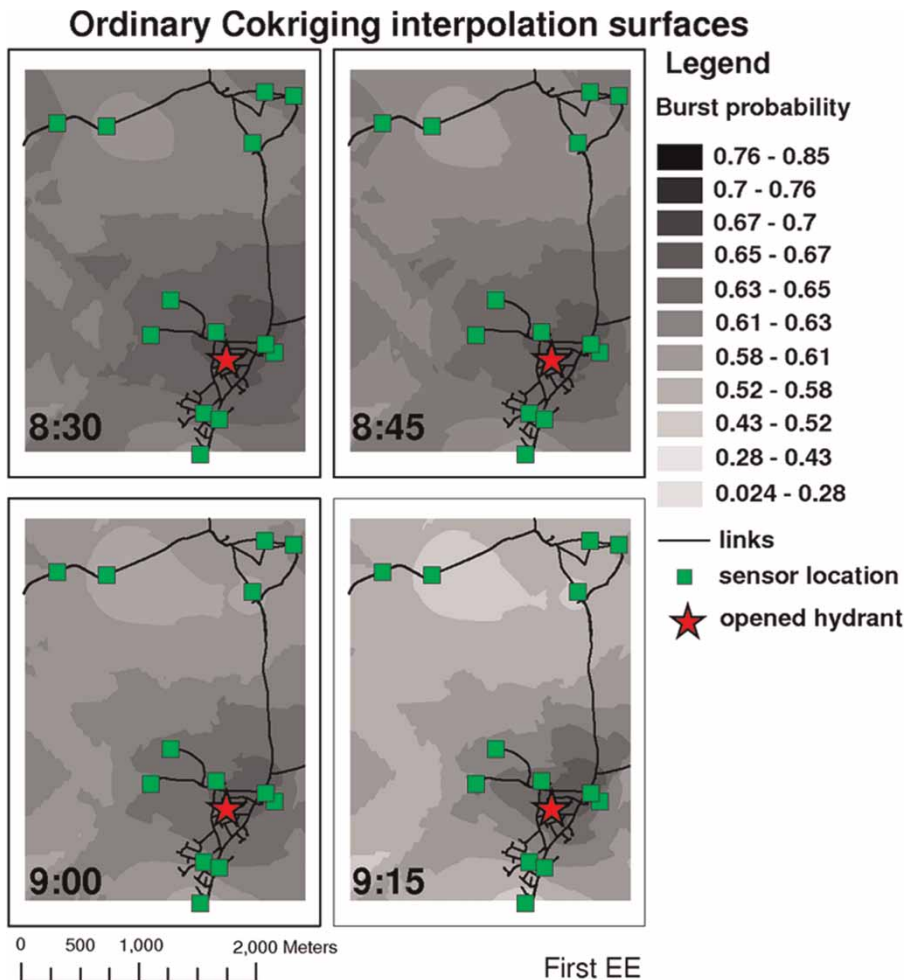 Ordinary Cokriging interpolation surfaces
Legend
Burst probability
0.76 - 0.85
0.7 - 0.76
0.67 - 0.7
0.65 - 0.67
0.63 - 0.65
0.61 - 0.63
0.58 - 0.61
0.52 - 0.58
0.43 - 0.52
0.28 - 0.43
0.024 - 0.28
links
sensor location
opened hydrant
8:30
8:45
9:00
9:15
0 500 1,000 2,000 Meters
First EE